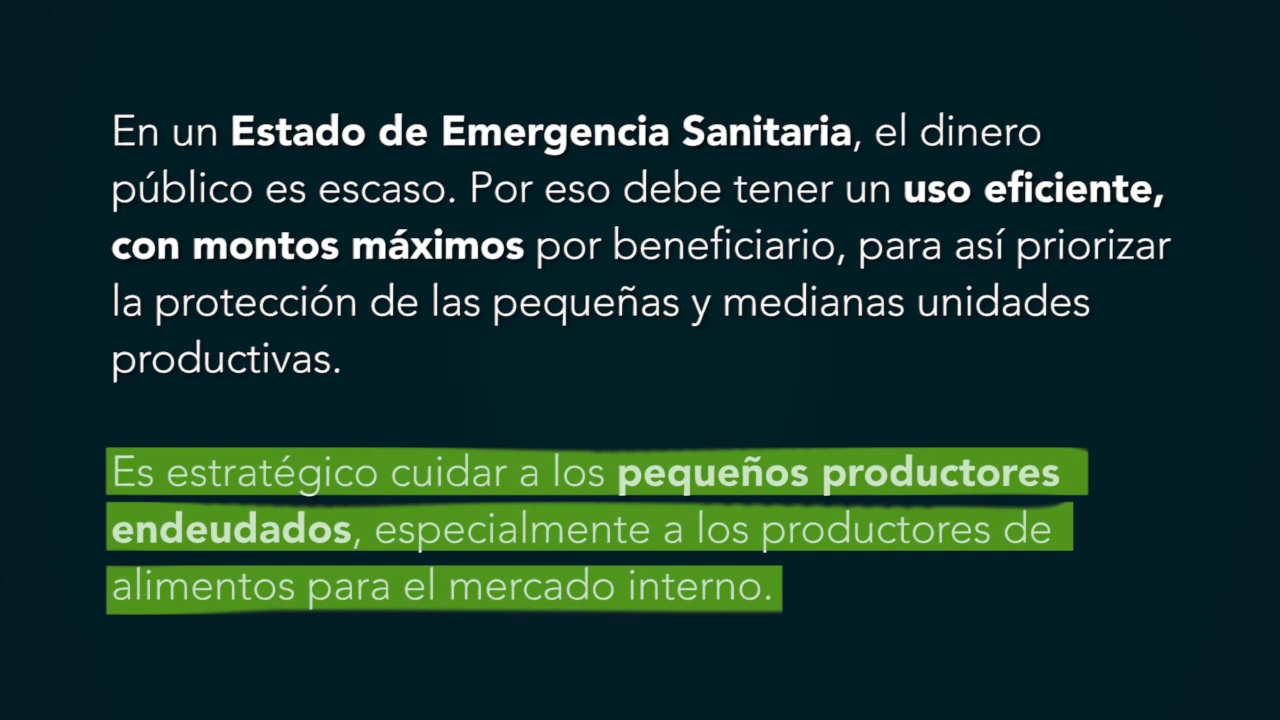 En un Estado de Emergencia Sanitaria, el dinero
público es escaso. Por eso debe tener un uso eficiente,
con montos máximos por beneficiario, para así priorizar
la protección de las pequeñas y medianas unidades
productivas.
Es estratégico cuidar a los pequeños productores
endeudados, especialmente a los productores de
alimentos para el mercado interno.